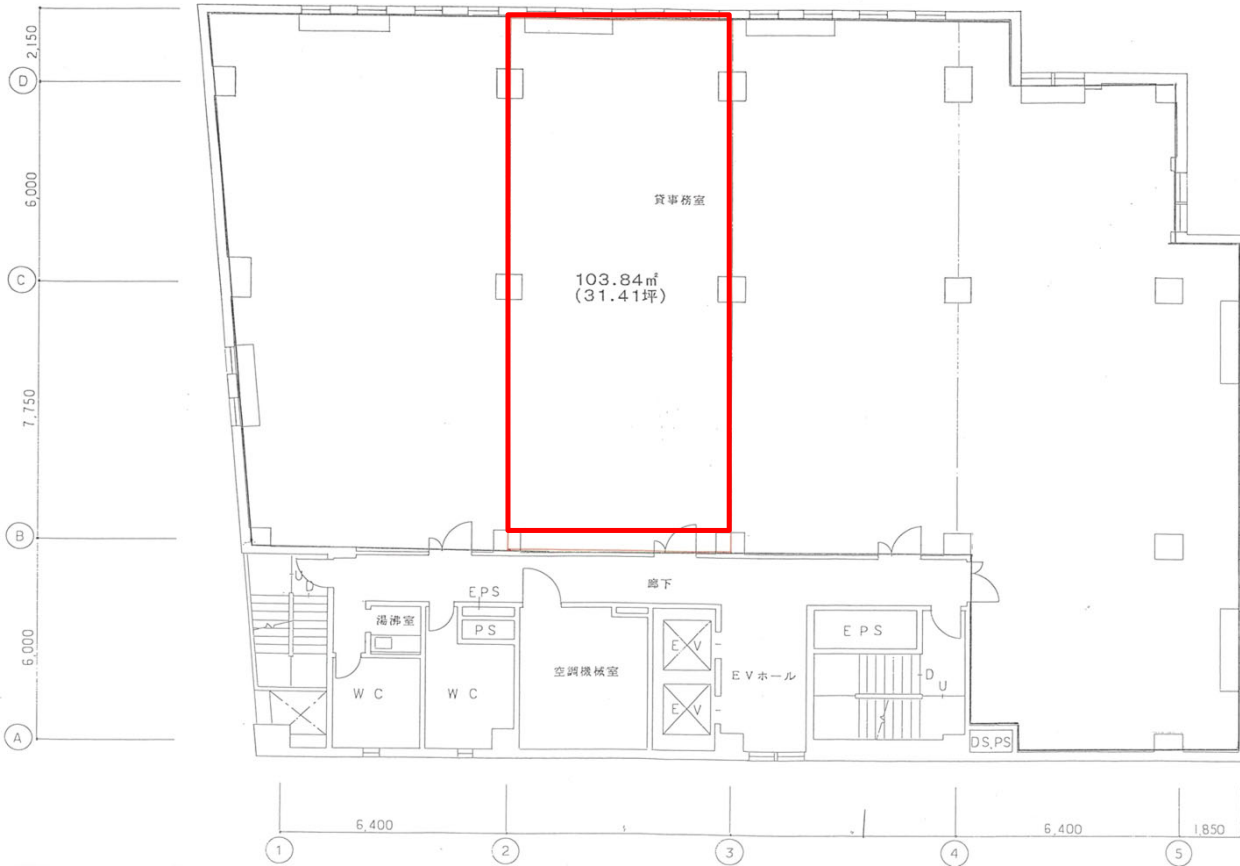 2,150
D
6,000
貸事務室
C
103.84㎡
(31.41坪)
7,750
B
U
D
廊下
EPS
湯沸室
PS
EPS
EV
空調機械室
EVホール
D
U
6,000
WC
WC
EV
A
DS,PS
6,400
6,400
1,850
1
2
3
4
5